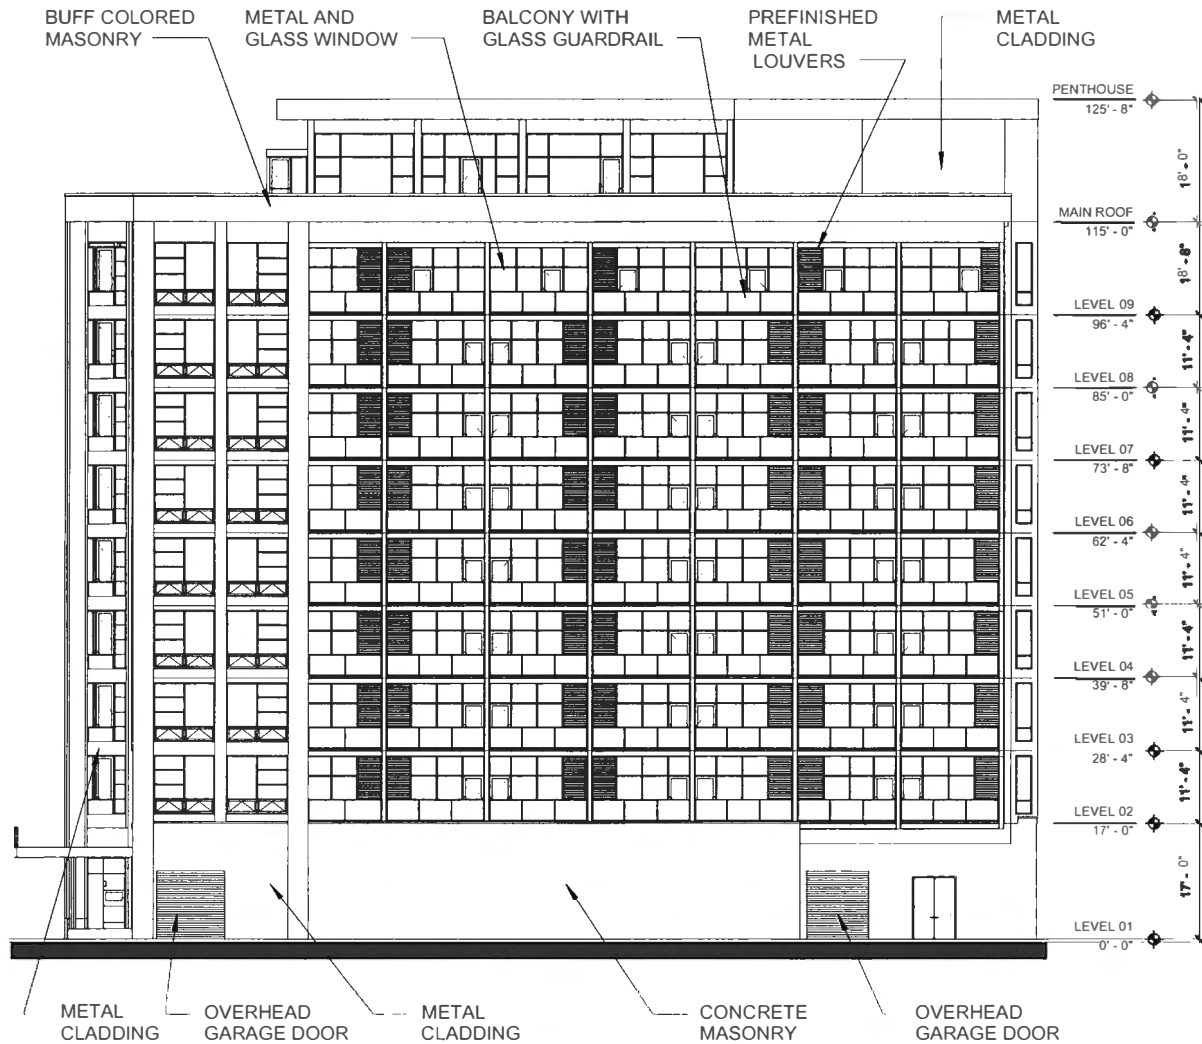 BUFF COLORED
MASONRY
METAL AND
GLASS WINDOW
BALCONY WITH
GLASS GUARDRAIL
PREFINISHED
METAL
LOUVERS
METAL
CLADDING
PENTHOUSE
125' - 8"
18' - 0"
MAIN ROOF
115' - 0"
18' - 8"
LEVEL 09
96' - 4"
11' - 4"
LEVEL 08
85' - 0"
11' - 4"
LEVEL 07
73' - 8"
11' - 4"
LEVEL 06
62' - 4"
11' - 4"
LEVEL 05
51' - 0"
11' - 4"
LEVEL 04
39' - 8"
11' - 4"
LEVEL 03
28' - 4"
11' - 4"
LEVEL 02
17' - 0"
17' - 0"
LEVEL 01
0' - 0"
METAL
CLADDING
OVERHEAD
GARAGE DOOR
METAL
CLADDING
CONCRETE
MASONRY
OVERHEAD
GARAGE DOOR